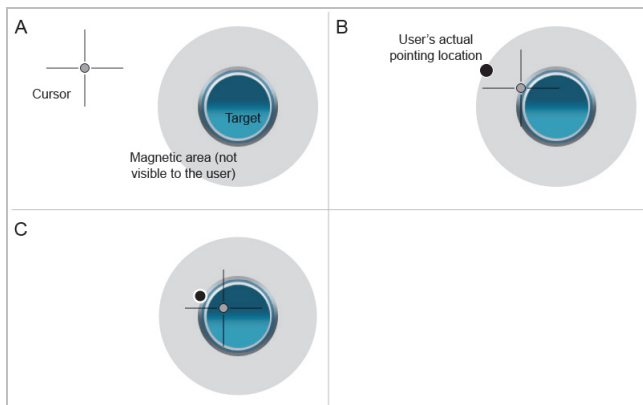 A
Cursor
Target
Magnetic area (not
visible to the user)
B
User's actual
pointing location
C